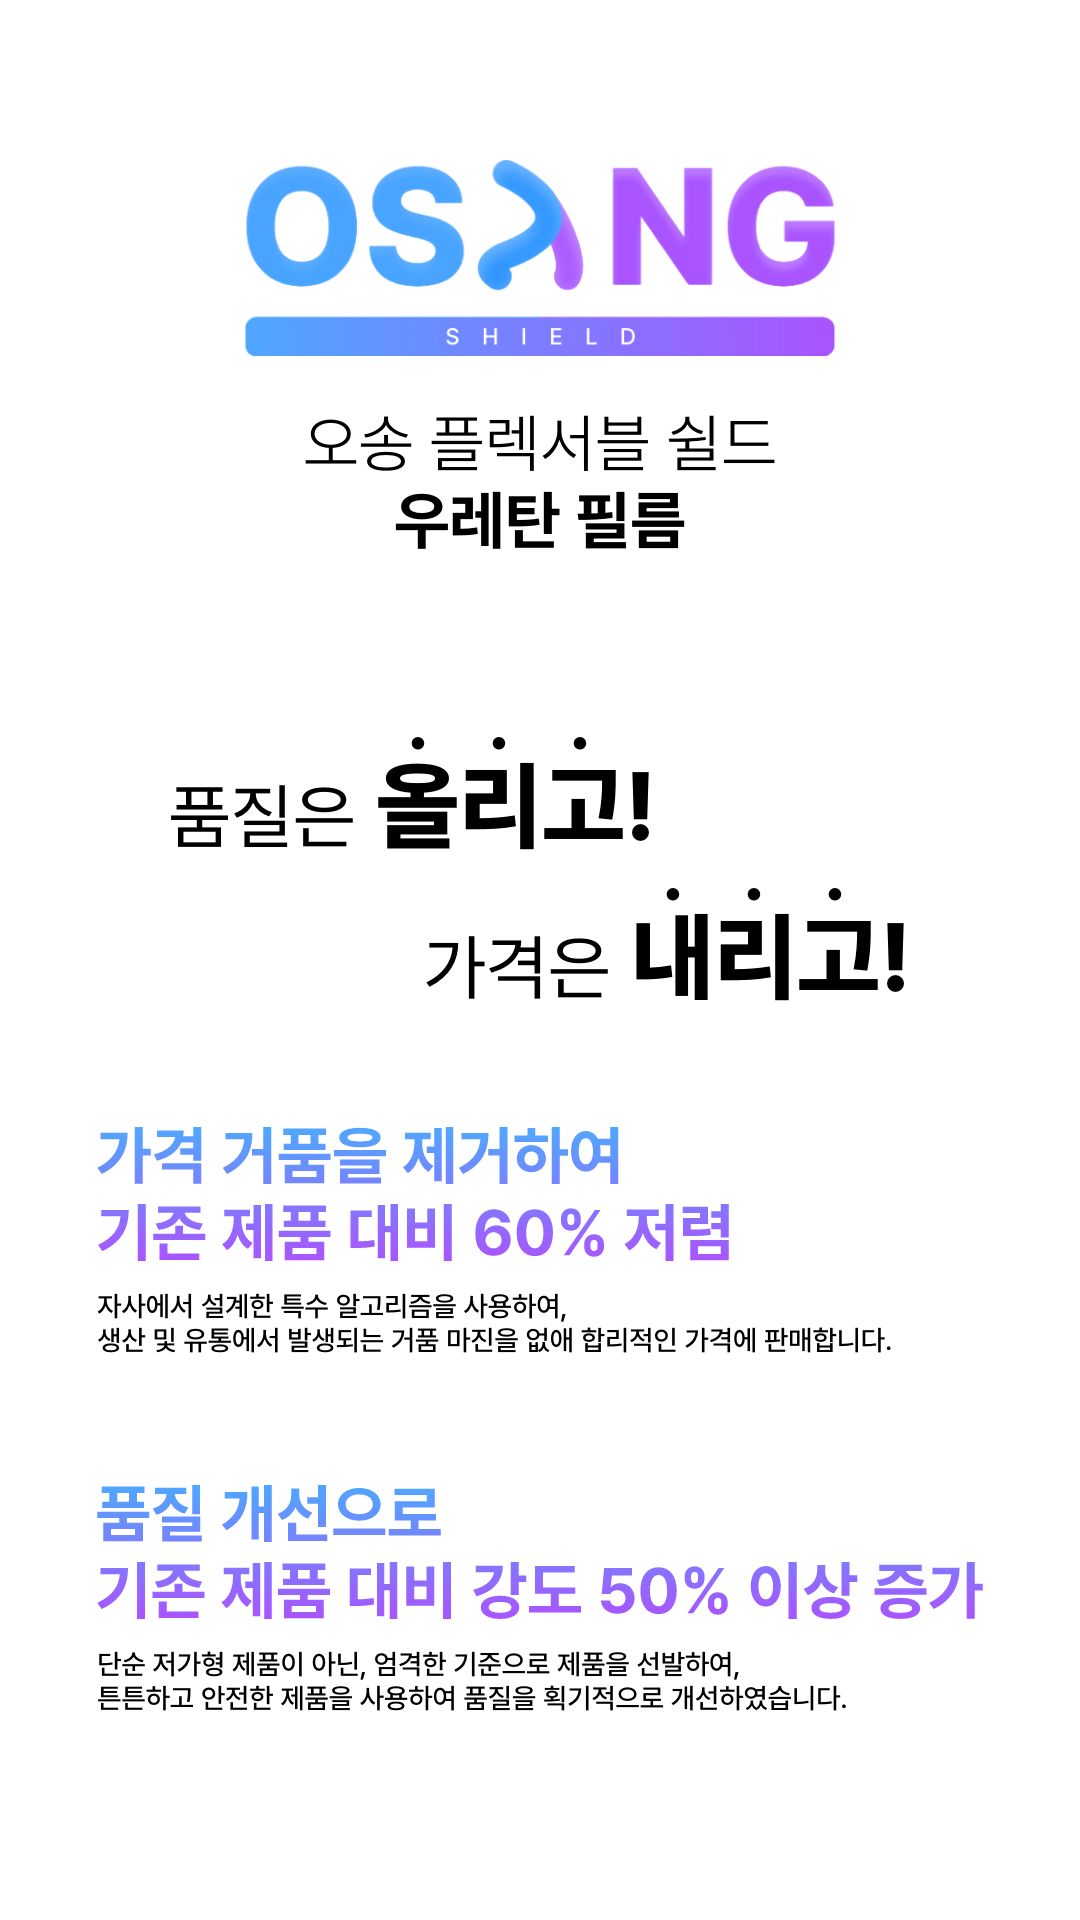 OSANG
SHIELD
오송 플렉서블 쉴드
우레탄 필름
품질은 올리고!
가격은 내리고!
가격 거품을 제거하여
기존 제품 대비 60% 저렴
자사에서 설계한 특수 알고리즘을 사용하여,
생산 및 유통에서 발생되는 거품 마진을 없애 합리적인 가격에 판매합니다.
품질 개선으로
기존 제품 대비 강도 50% 이상 증가
단순 저가형 제품이 아닌, 엄격한 기준으로 제품을 선발하여,
튼튼하고 안전한 제품을 사용하여 품질을 획기적으로 개선하였습니다.